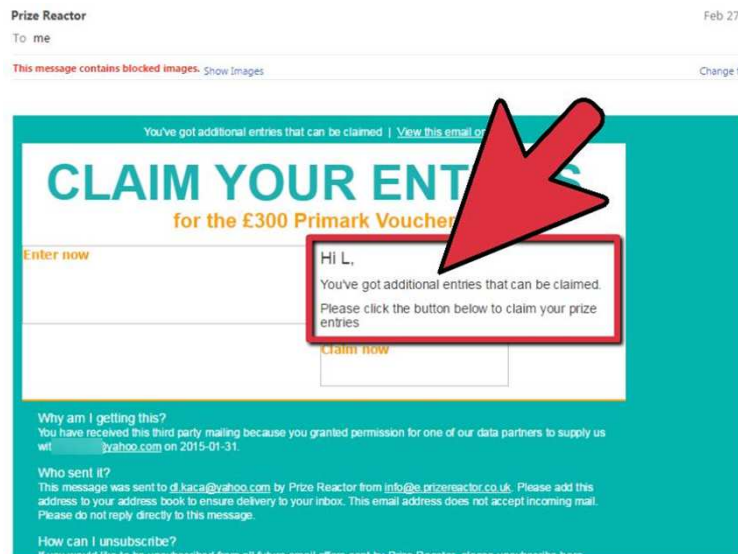 Prize Reactor
Feb 27
To me
This message contains blocked images. Show Images
Change
You've got additional entries that can be claimed | View this email
CLAIM YOUR ENT S
for the £300 Primark Voucher
Enter now
Hi L,
You've got additional entries that can be claimed.
Please click the button below to claim your prize
entries
Claim now
Why am I getting this?
You have received this third party mailing because you granted permission for one of our data partners to supply us
wit yahoo.com on 2015-01-31.
Who sent it?
This message was sent to dl.kaca@yahoo.com by Prize Reactor from info@e.prizereactor.co.uk. Please add this
address to your address book to ensure delivery to your inbox. This email address does not accept incoming mail.
Please do not reply directly to this message.
How can I unsubscribe?